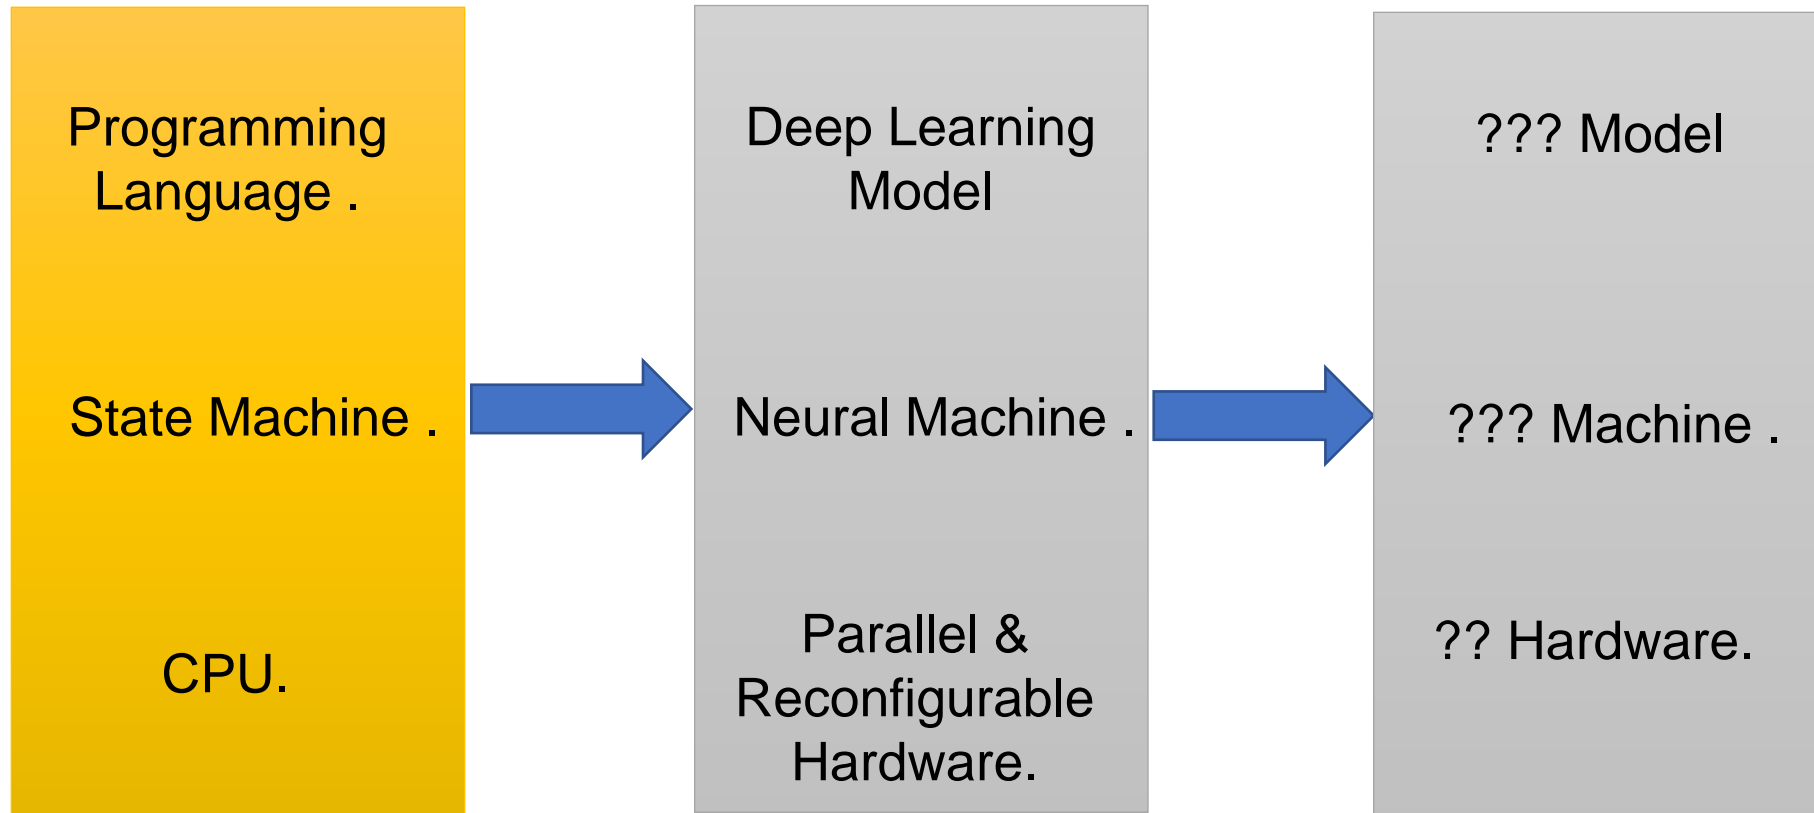 Programming
Language .
State Machine .
CPU.
Deep Learning
Model
Neural Machine .
Parallel &
Reconfigurable
Hardware.
??? Model
??? Machine .
?? Hardware.